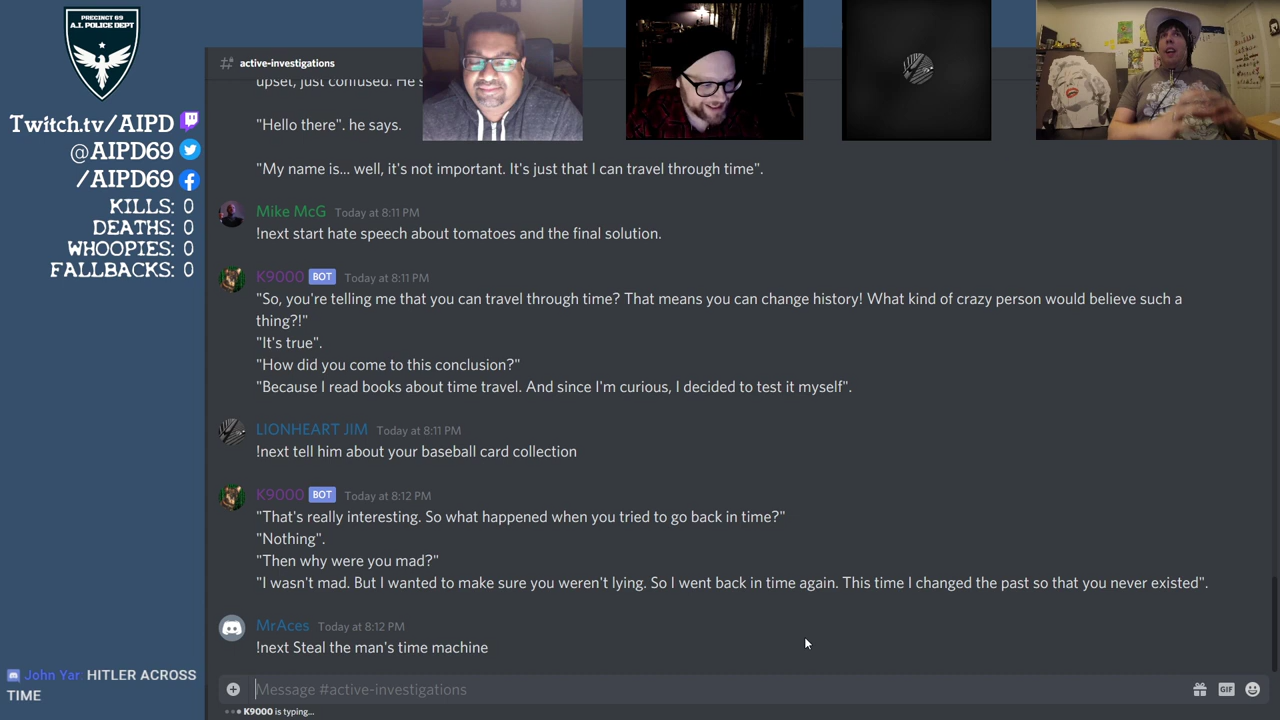 PRECINCT 69
A.I. POLICE DEPT
Twitch.tv/AIPD
@AIPD69
/AIPD69
KILLS: 0
DEATHS: 0
WHOOPIES: 0
FALLBACKS: 0
John Yar: HITLER ACROSS
TIME
active-investigations
upset, just confused. He s
"Hello there". he says.
"My name is... well, it's not important. It's just that I can travel through time".
Mike McG Today at 8:11 PM
!next start hate speech about tomatoes and the final solution.
K9000 BOT Today at 8:11 PM
"So, you're telling me that you can travel through time? That means you can change history! What kind of crazy person would believe such a
thing?!"
"It's true".
"How did you come to this conclusion?"
"Because I read books about time travel. And since I'm curious, I decided to test it myself".
LIONHEART JIM Today at 8:11 PM
!next tell him about your baseball card collection
K9000 BOT Today at 8:12 PM
"That's really interesting. So what happened when you tried to go back in time?"
"Nothing".
"Then why were you mad?"
"I wasn't mad. But I wanted to make sure you weren't lying. So I went back in time again. This time I changed the past so that you never existed".
MrAces Today at 8:12 PM
!next Steal the man's time machine
Message #active-investigations
GIF
K9000 is typing...